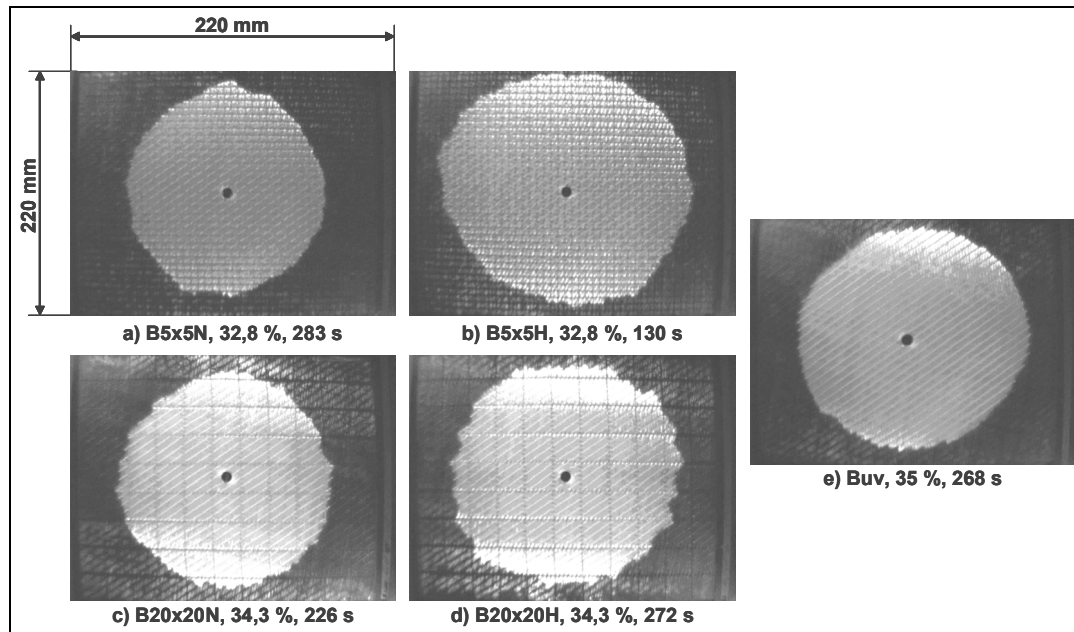 220 mm
220 mm
a) B5x5N, 32,8 %, 283 s
b) B5x5H, 32,8 %, 130 s
c) B20x20N, 34,3 %, 226 s
d) B20x20H, 34,3 %, 272 s
e) Buv, 35 %, 268 s